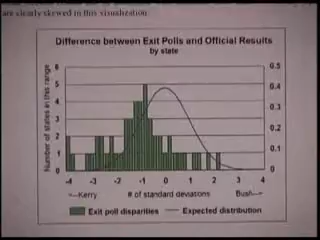 are clearly skewed in this visualization.
Difference between Exit Polls and Official Results
by state
Number of states in this range
6
5
4
3
2
1
0
0.5
0.4
0.3
0.2
0.1
0
-4 -3 -2 -1 0 1 2 3 4
<--Kerry # of standard deviations Bush-->
Exit poll disparities Expected distribution